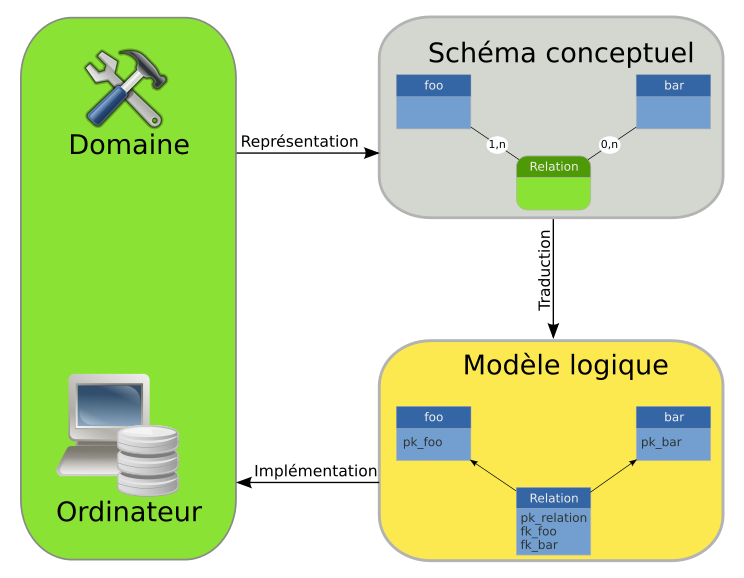 Domaine
Représentation
Schéma conceptuel
foo
bar
1,n
0,n
Relation
Traduction
Modèle logique
foo
bar
pk_foo
pk_bar
Implémentation
Relation
pk_relation
fk_foo
fk_bar
Ordinateur